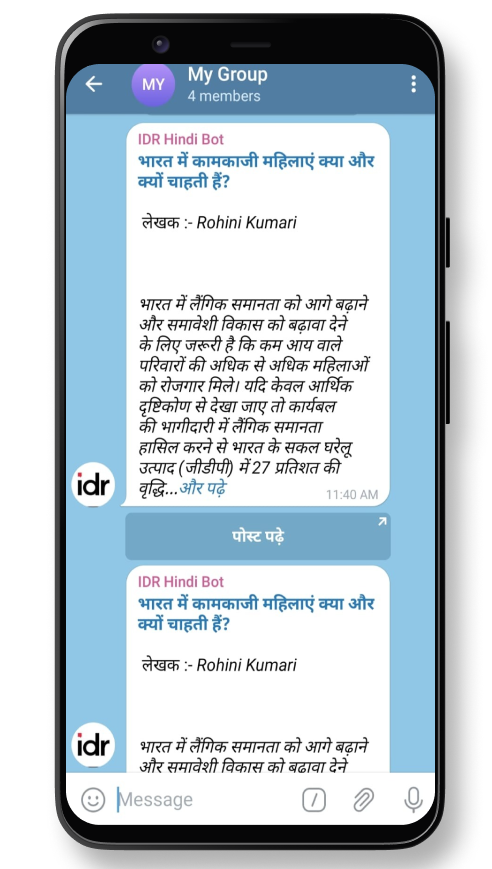 My Group
MY
4 members
IDR Hindi Bot
भारत में कामकाजी महिलाएं क्या और
क्यों चाहती हैं?
लेखक :- Rohini Kumari
भारत में लैंगिक समानता को आगे बढ़ाने
और समावेशी विकास को बढ़ावा देने
के लिए जरूरी है कि कम आय वाले
परिवारों की अधिक से अधिक महिलाओं
को रोजगार मिले। यदि केवल आर्थिक
दृष्टिकोण से देखा जाए तो कार्यबल
की भागीदारी में लैंगिक समानता
हासिल करने से भारत के सकल घरेलू
उत्पाद (जीडीपी) में 27 प्रतिशत की
वृद्धि...और पढ़े
idr
11:40 AM
पोस्ट पढ़े
IDR Hindi Bot
भारत में कामकाजी महिलाएं क्या और
क्यों चाहती हैं?
लेखक :- Rohini Kumari
idr
भारत में लैंगिक समानता को आगे बढ़ाने
और समावेशी विकास को बढ़ावा देने
Message